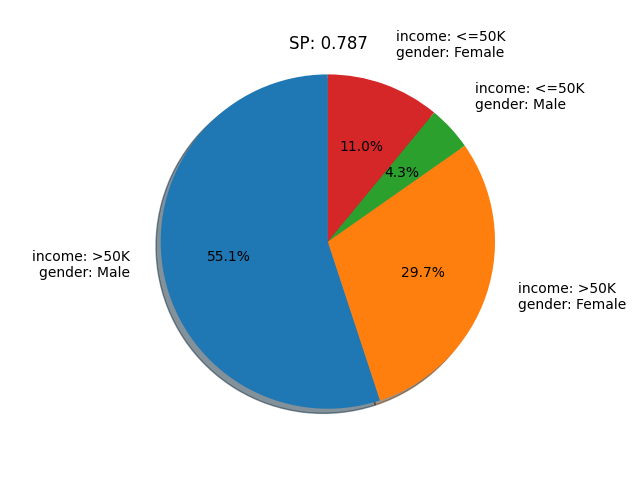 SP: 0.787
income: <=50K
gender: Female
income: <=50K
gender: Male
11.0%
4.3%
income: >50K
gender: Male
55.1%
29.7%
income: >50K
gender: Female